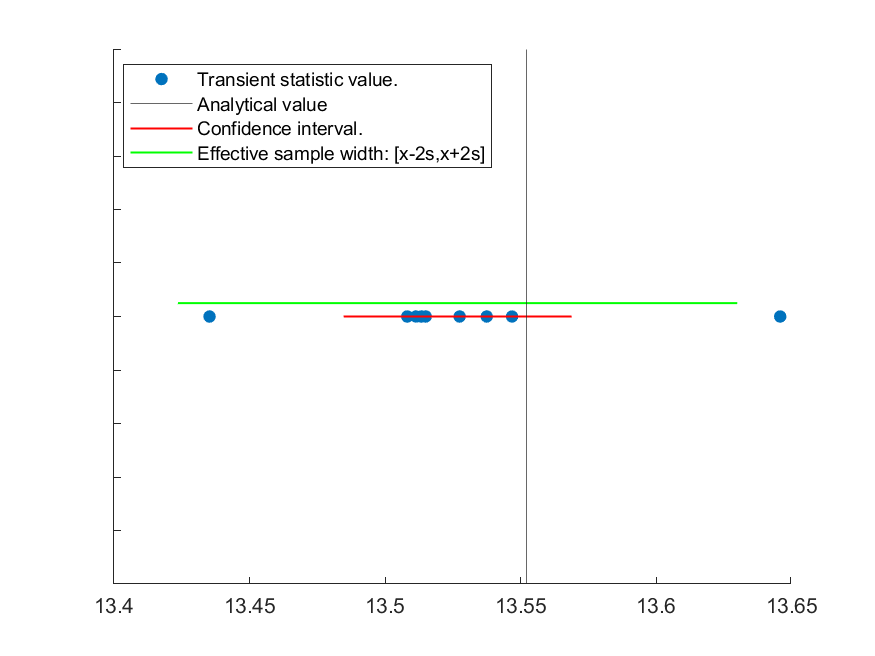 Transient statistic value.
Analytical value
Confidence interval.
Effective sample width: [x-2s,x+2s]
13.4 13.45 13.5 13.55 13.6 13.65